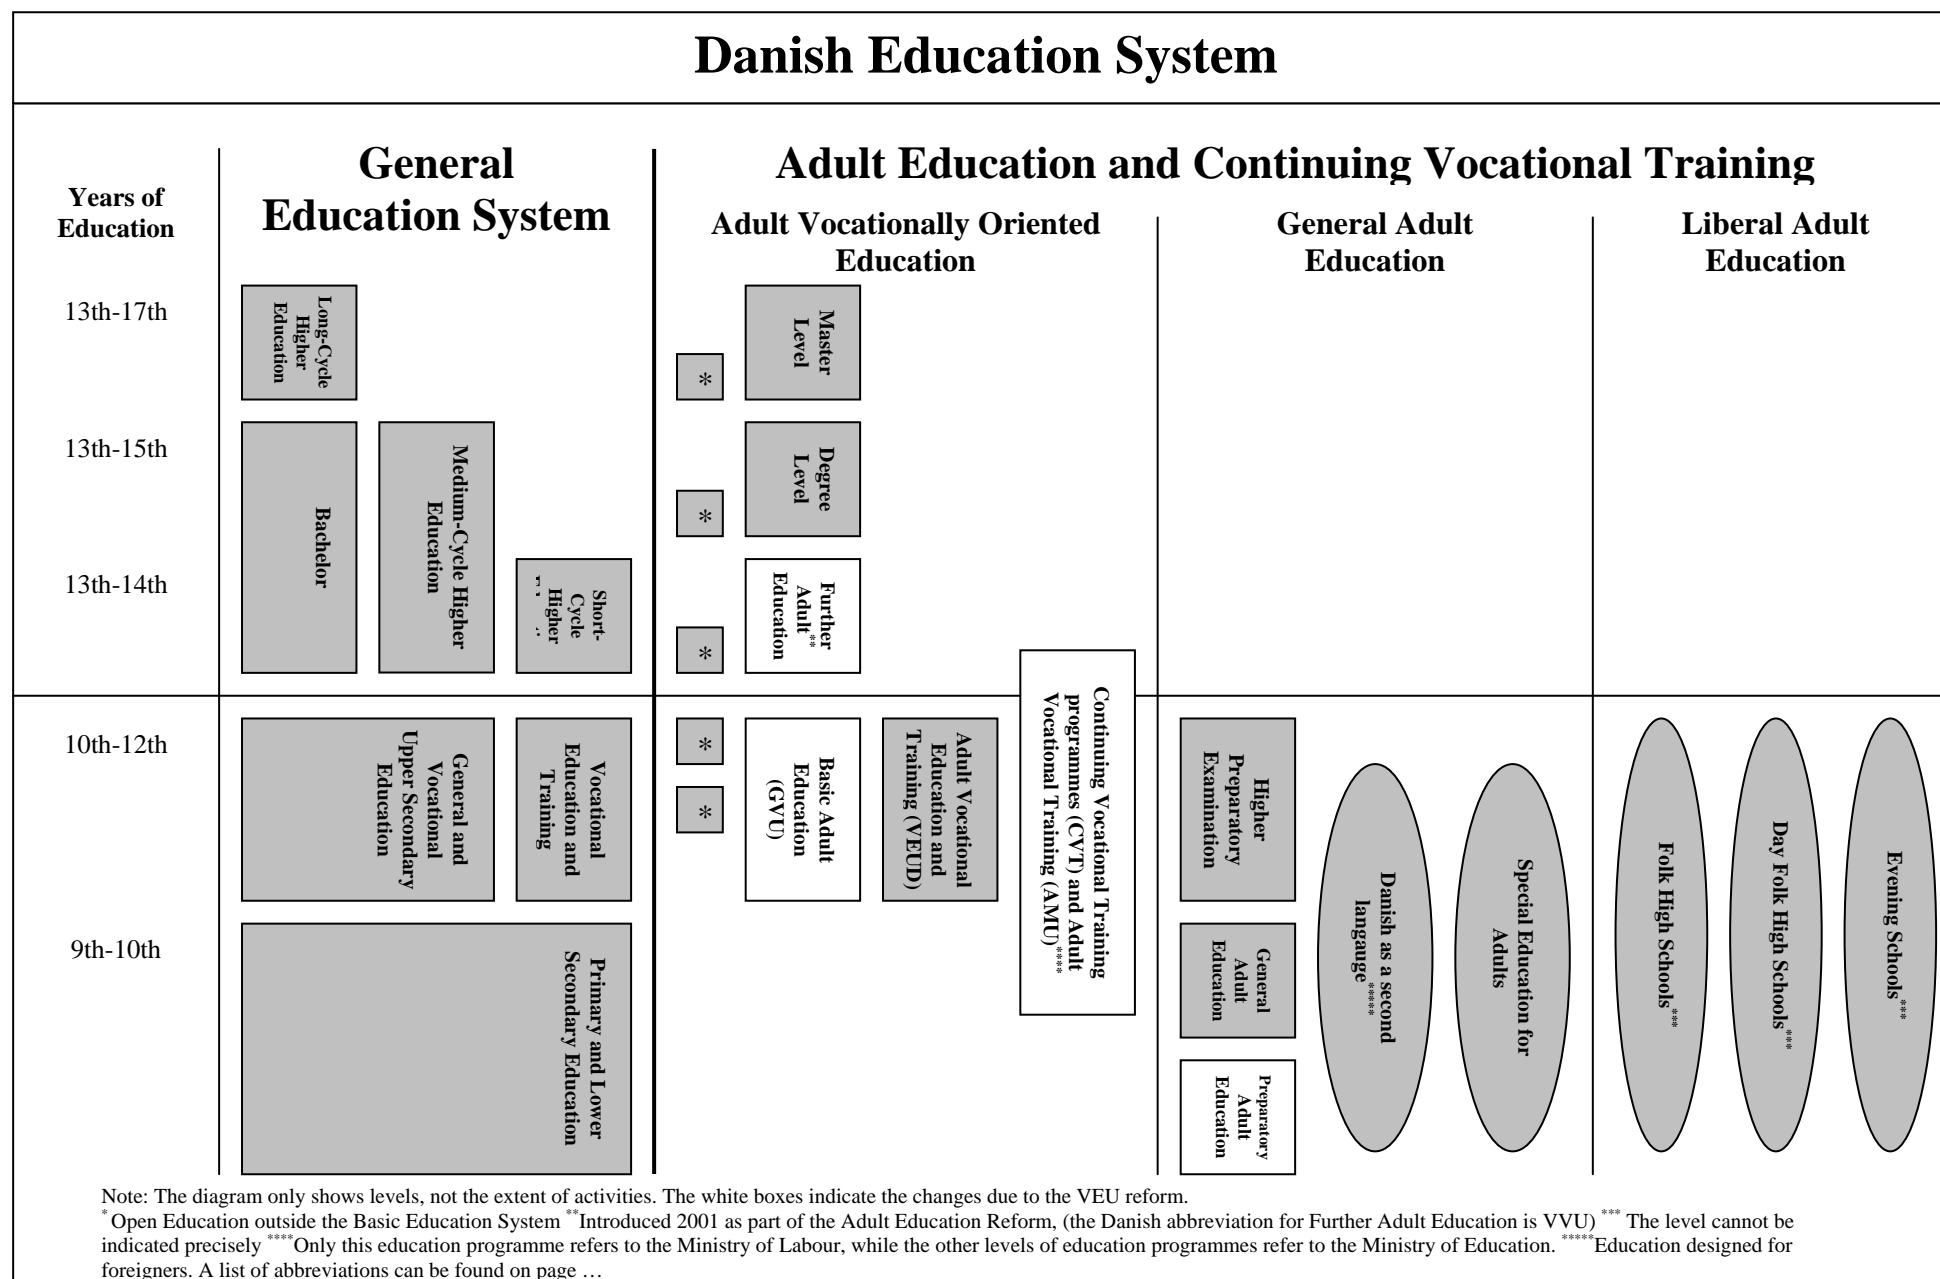 Danish Education System
Years of
Education
General
Education System
Adult Education and Continuing Vocational Training
Adult Vocationally Oriented
Education
General Adult
Education
Liberal Adult
Education
13th-17th
Long-Cycle
Higher
Education
*
Master
Level
13th-15th
Bachelor
Medium-Cycle Higher
Education
*
Degree
Level
13th-14th
Short-
Cycle
Higher
*
Further
Adult**
Education
Continuing Vocational Training
programmes (CVT) and Adult
Vocational Training (AMU)****
10th-12th
General and
Vocational
Upper Secondary
Education
Vocational
Education and
Training
*
*
Basic Adult
Education
(GVU)
Adult Vocational
Education and
Training (VEUD)
Higher
Preparatory
Examination
Danish as a second
langauge*****
Special Education for
Adults
Folk High Schools***
Day Folk High Schools***
Evening Schools***
9th-10th
Primary and Lower
Secondary Education
General
Adult
Education
Preparatory
Adult
Education
Note: The diagram only shows levels, not the extent of activities. The white boxes indicate the changes due to the VEU reform.
* Open Education outside the Basic Education System **Introduced 2001 as part of the Adult Education Reform, (the Danish abbreviation for Further Adult Education is VVU) *** The level cannot be
indicated precisely ****Only this education programme refers to the Ministry of Labour, while the other levels of education programmes refer to the Ministry of Education. *****Education designed for
foreigners. A list of abbreviations can be found on page …